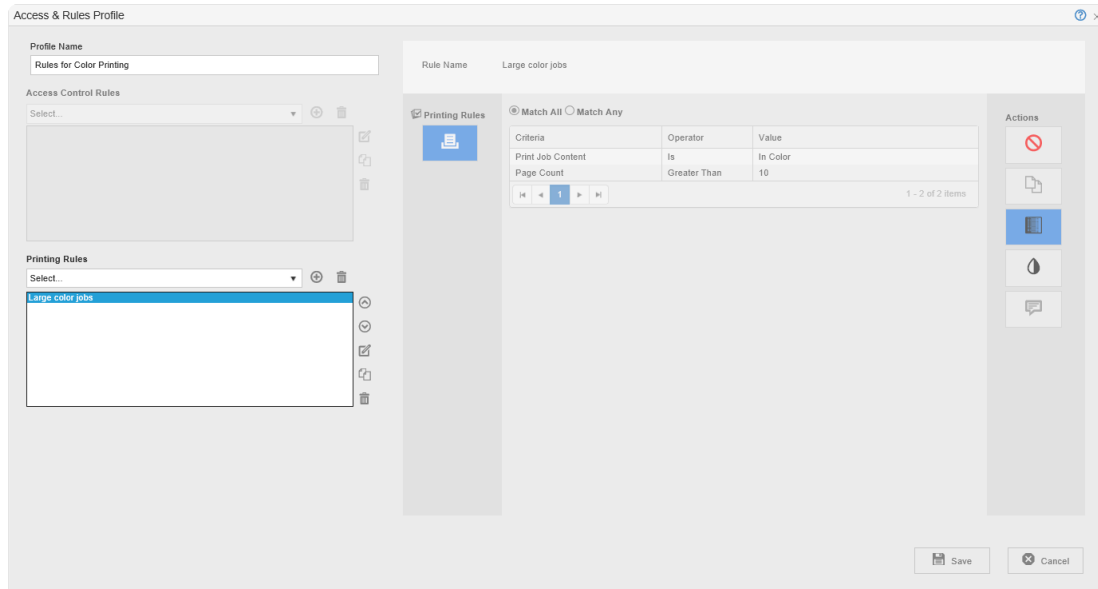 Access & Rules Profile
Profile Name
Rules for Color Printing
Rule Name Large color jobs
Access Control Rules
Select...
Printing Rules
Match All Match Any
Actions
Criteria Operator Value
Print Job Content Is In Color
Page Count Greater Than 10
1
1 - 2 of 2 items
Printing Rules
Select...
Large color jobs
Save
Cancel